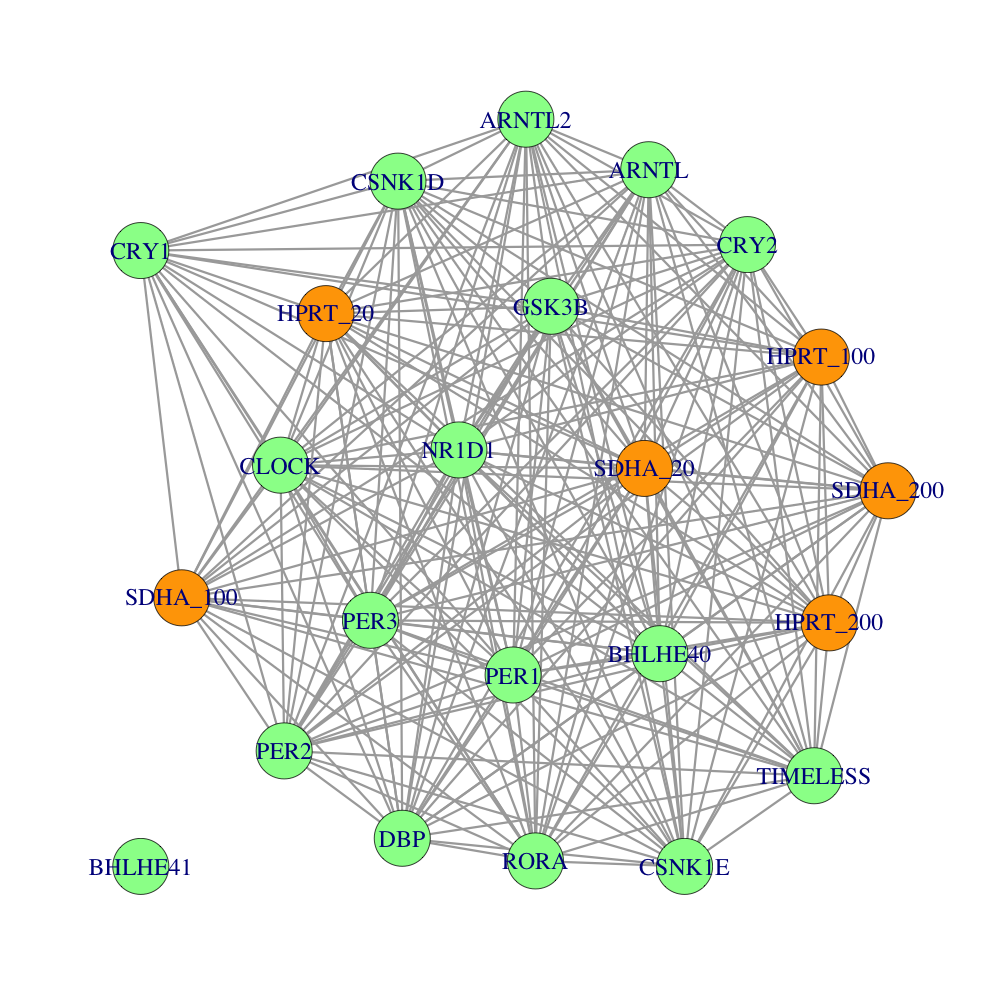 ARNTL2
ARNTL
CSNK1D
CRY2
CRY1
GSK3B
HPRT_20
HPRT_100
NR1D1
CLOCK
SDHA_20
SDHA_200
SDHA_100
PER3
HPRT_200
BHLHE40
PER1
PER2
TIMELESS
DBP
RORA
CSNK1E
BHLHE41